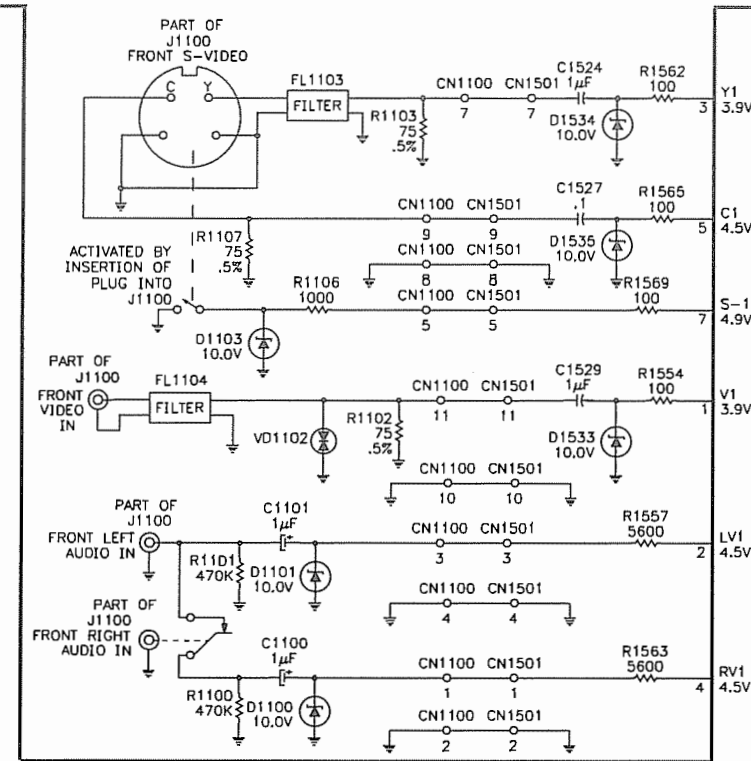 PART OF
J1100
FRONT S-VIDEO
C Y
FL1103
FILTER
R1103
75
.5%
CN1100
7
CN1501
7
C1524
1µF
D1534
10.0V
R1562
100
3
Y1
3.9V
R1107
75
.5%
CN1100
9
CN15D1
9
C1527
.1
D1535
10.0V
R1565
100
5
C1
4.5V
CN1100
8
CN1501
8
ACTIVATED BY
INSERTION OF
PLUG INTO
J1100
D1103
10.0V
R1106
1000
CN1100
5
CN1501
5
R1569
100
7
S-1
4.9V
PART OF
J1100
FRONT
VIDEO
IN
FL1104
FILTER
VD1102
R1102
75
.5%
CN1100
11
CN1501
11
C1529
1µF
D1533
10.0V
R1554
100
1
V1
3.9V
CN1100
10
CN1501
10
PART OF
J1100
FRONT LEFT
AUDIO IN
R11D1
470K
C1101
1µF
+
D1101
10.0V
CN1100
3
CN1501
3
R1557
5600
2
LV1
4.5V
CN1100
4
CN1501
4
PART OF
J1100
FRONT RIGHT
AUDIO IN
R1100
470K
C1100
1µF
+
D1100
10.0V
CN1100
1
CN1501
1
R1563
5600
4
RV1
4.5V
CN1100
2
CN1501
2